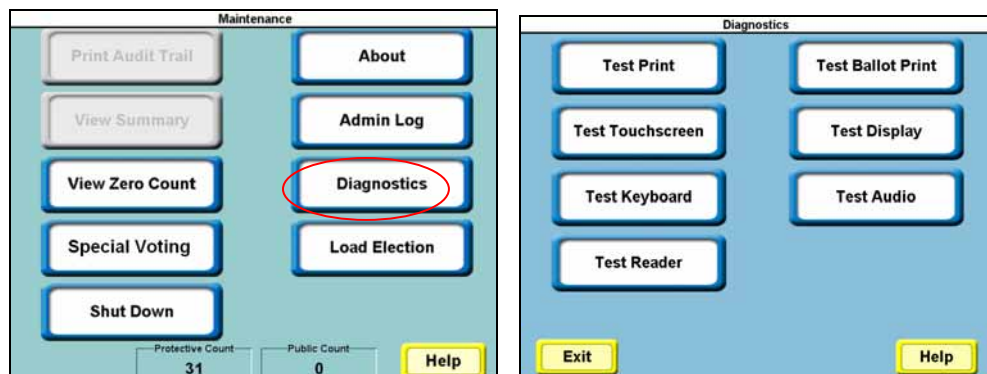 Maintenance
Print Audit Trail
About
View Summary
Admin Log
View Zero Count
Diagnostics
Special Voting
Load Election
Shut Down
Protective Count
31
Public Count
0
Help
Diagnostics
Test Print
Test Ballot Print
Test Touchscreen
Test Display
Test Keyboard
Test Audio
Test Reader
Exit
Help